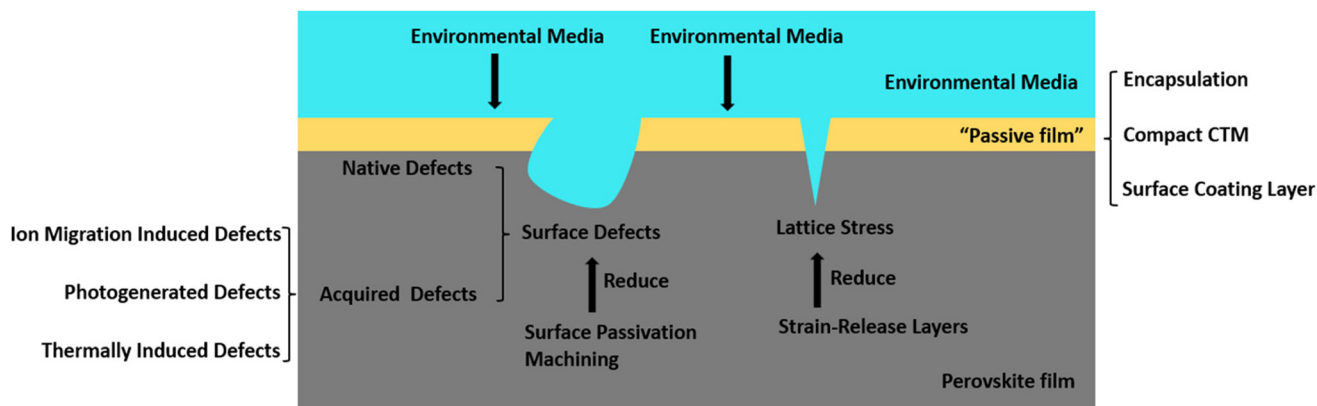 Environmental Media
Environmental Media
Environmental Media
Encapsulation
"Passive film"
Compact CTM
Native Defects
Surface Coating Layer
Ion Migration Induced Defects
Surface Defects
Lattice Stress
Photogenerated Defects
Acquired Defects
Reduce
Reduce
Surface Passivation
Machining
Strain-Release Layers
Thermally Induced Defects
Perovskite film